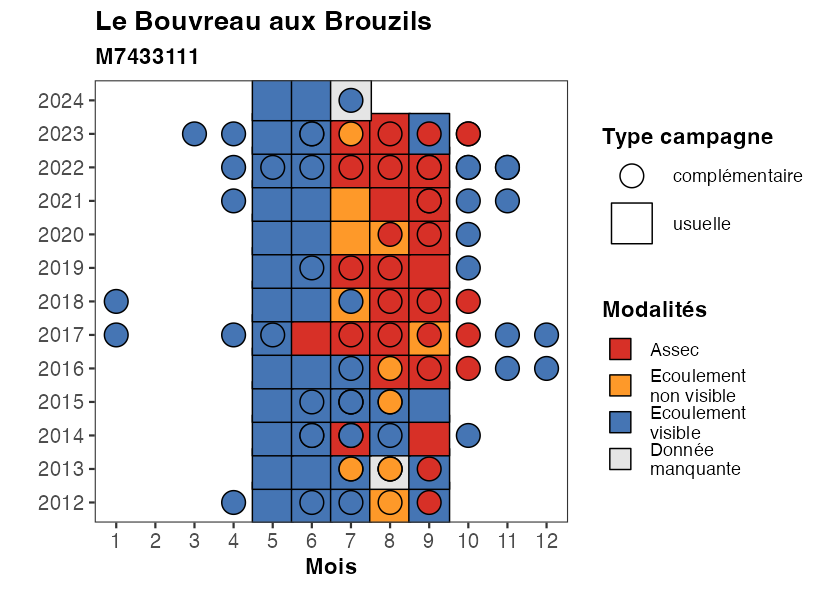 Le Bouvreau aux Brouzils
M7433111
2024
2023
2022
2021
2020
2019
2018
2017
2016
2015
2014
2013
2012
1 2 3 4 5 6 7 8 9 10 11 12
Mois
Type campagne
complémentaire
usuelle
Modalités
Assec
Ecoulement
non visible
Ecoulement
visible
Donnée
manquante